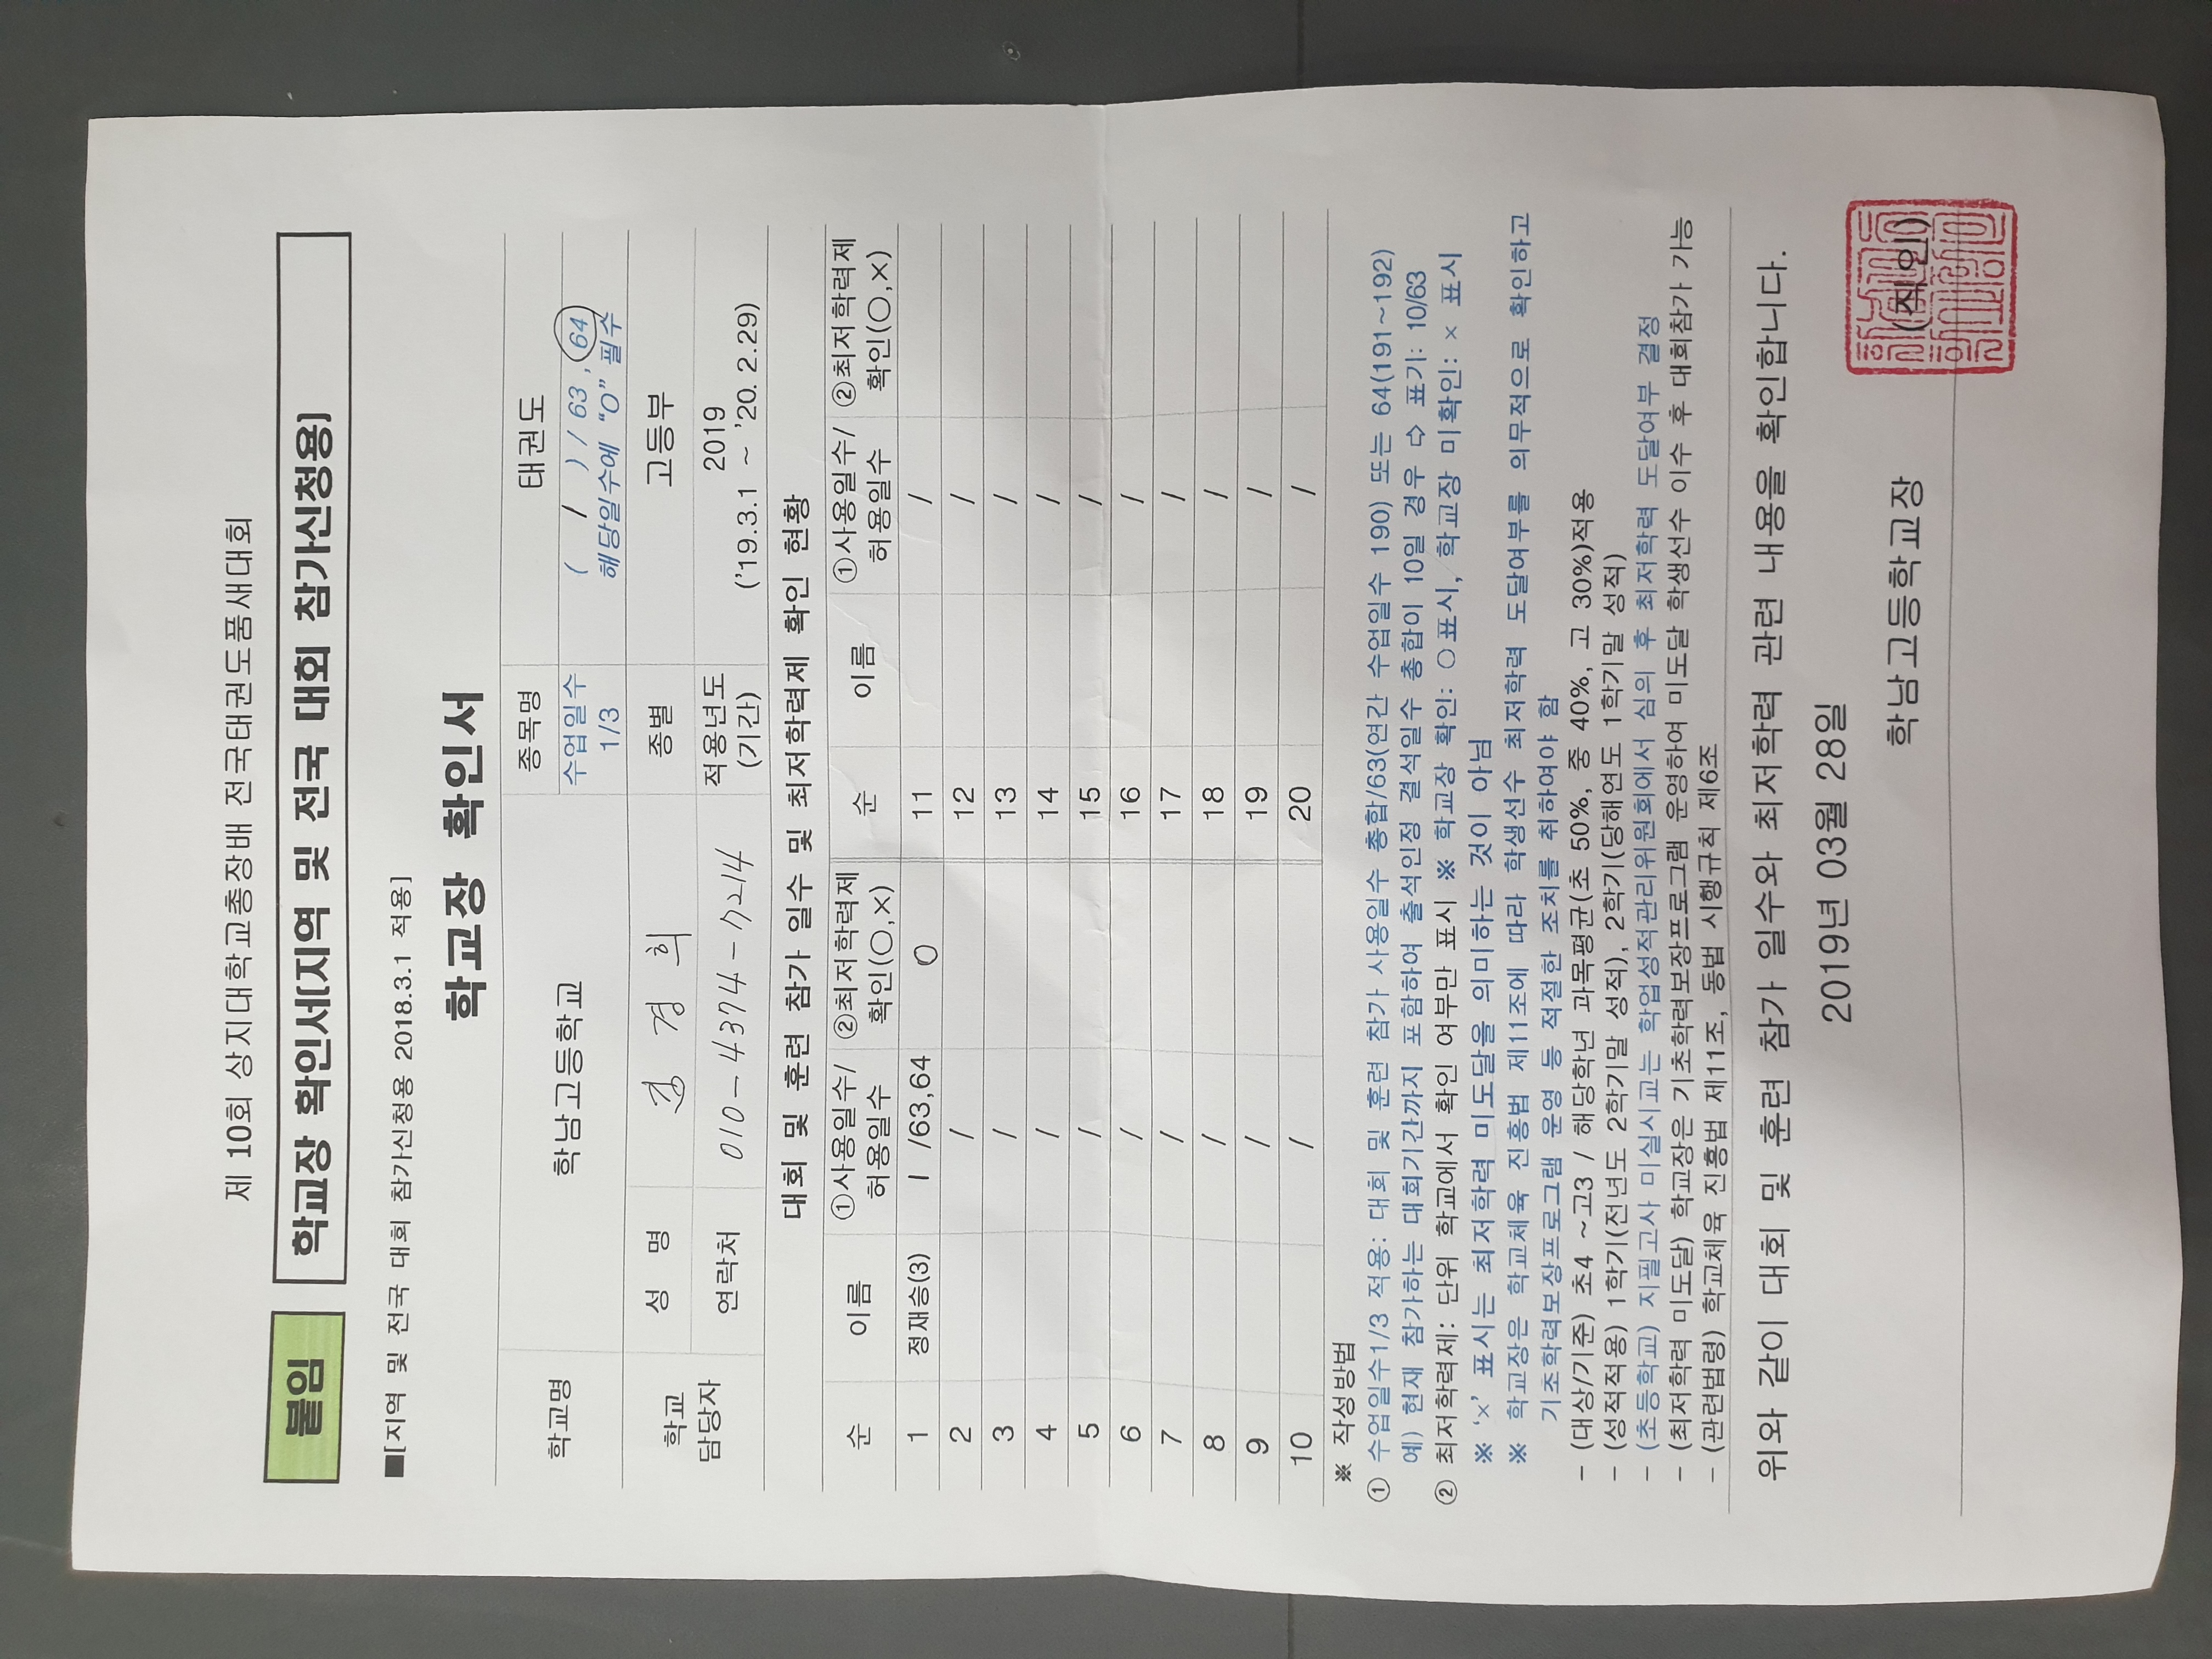 제 10회 상지대학교총장배 전국태권도품새대회
붙임
학교장 확인서[지역 및 전국 대회 참가신청용]
■[지역 및 전국 대회 참가신청용 2018.3.1 적용]
학교장 확인서
학교명 학남고등학교 종목명 태권도
수업일수 1/3 ( / ) / 63 , 64
해당일수에 "O" 필수
학교 담당자 성 명 김 경 희 종별 고등부
연락처 010-4374-7214 적용년도 (기간) 2019
('19.3.1 ~ '20. 2.29)
대회 및 훈련 참가 일수 및 최저학력제 확인 현황
순 이름 ①사용일수/ 허용일수 ②최저학력제 확인(○,×) 순 이름 ①사용일수/ 허용일수 ②최저학력제 확인(○,×)
1 정재승(3) 1 /63,64 O 11 /
2 / 12 /
3 / 13 /
4 / 14 /
5 / 15 /
6 / 16 /
7 / 17 /
8 / 18 /
9 / 19 /
10 / 20 /
※ 작성방법
① 수업일수1/3 적용: 대회 및 훈련 참가 사용일수 총합/63(연간 수업일수 190) 또는 64(191~192)
예) 현재 참가하는 대회기간까지 포함하여 출석인정 결석일수 총합이 10일 경우 ⇨ 표기: 10/63
② 최저학력제: 단위 학교에서 확인 여부만 표시 ※ 학교장 확인: ○표시, 학교장 미확인: × 표시
※ '×' 표시는 최저학력 미도달을 의미하는 것이 아님
※ 학교장은 학교체육 진흥법 제11조에 따라 학생선수 최저학력 도달여부를 의무적으로 확인하고
기초학력보장프로그램 운영 등 적절한 조치를 취하여야 함
- (대상/기준) 초4 ~고3 / 해당학년 과목평균(초 50%, 중 40%, 고 30%)적용
- (성적적용) 1학기(전년도 2학기말 성적), 2학기(당해연도 1학기말 성적)
- (초등학교) 지필고사 미실시교는 학업성적관리위원회에서 심의 후 최저학력 도달여부 결정
- (최저학력 미도달) 학교장은 기초학력보장프로그램 운영하여 미도달 학생선수 이수 후 대회참가 가능
- (관련법령) 학교체육 진흥법 제11조, 동법 시행규칙 제6조
위와 같이 대회 및 훈련 참가 일수와 최저학력 관련 내용을 확인합니다.
2019년 03월 28일
학남고등학교장 (직인)